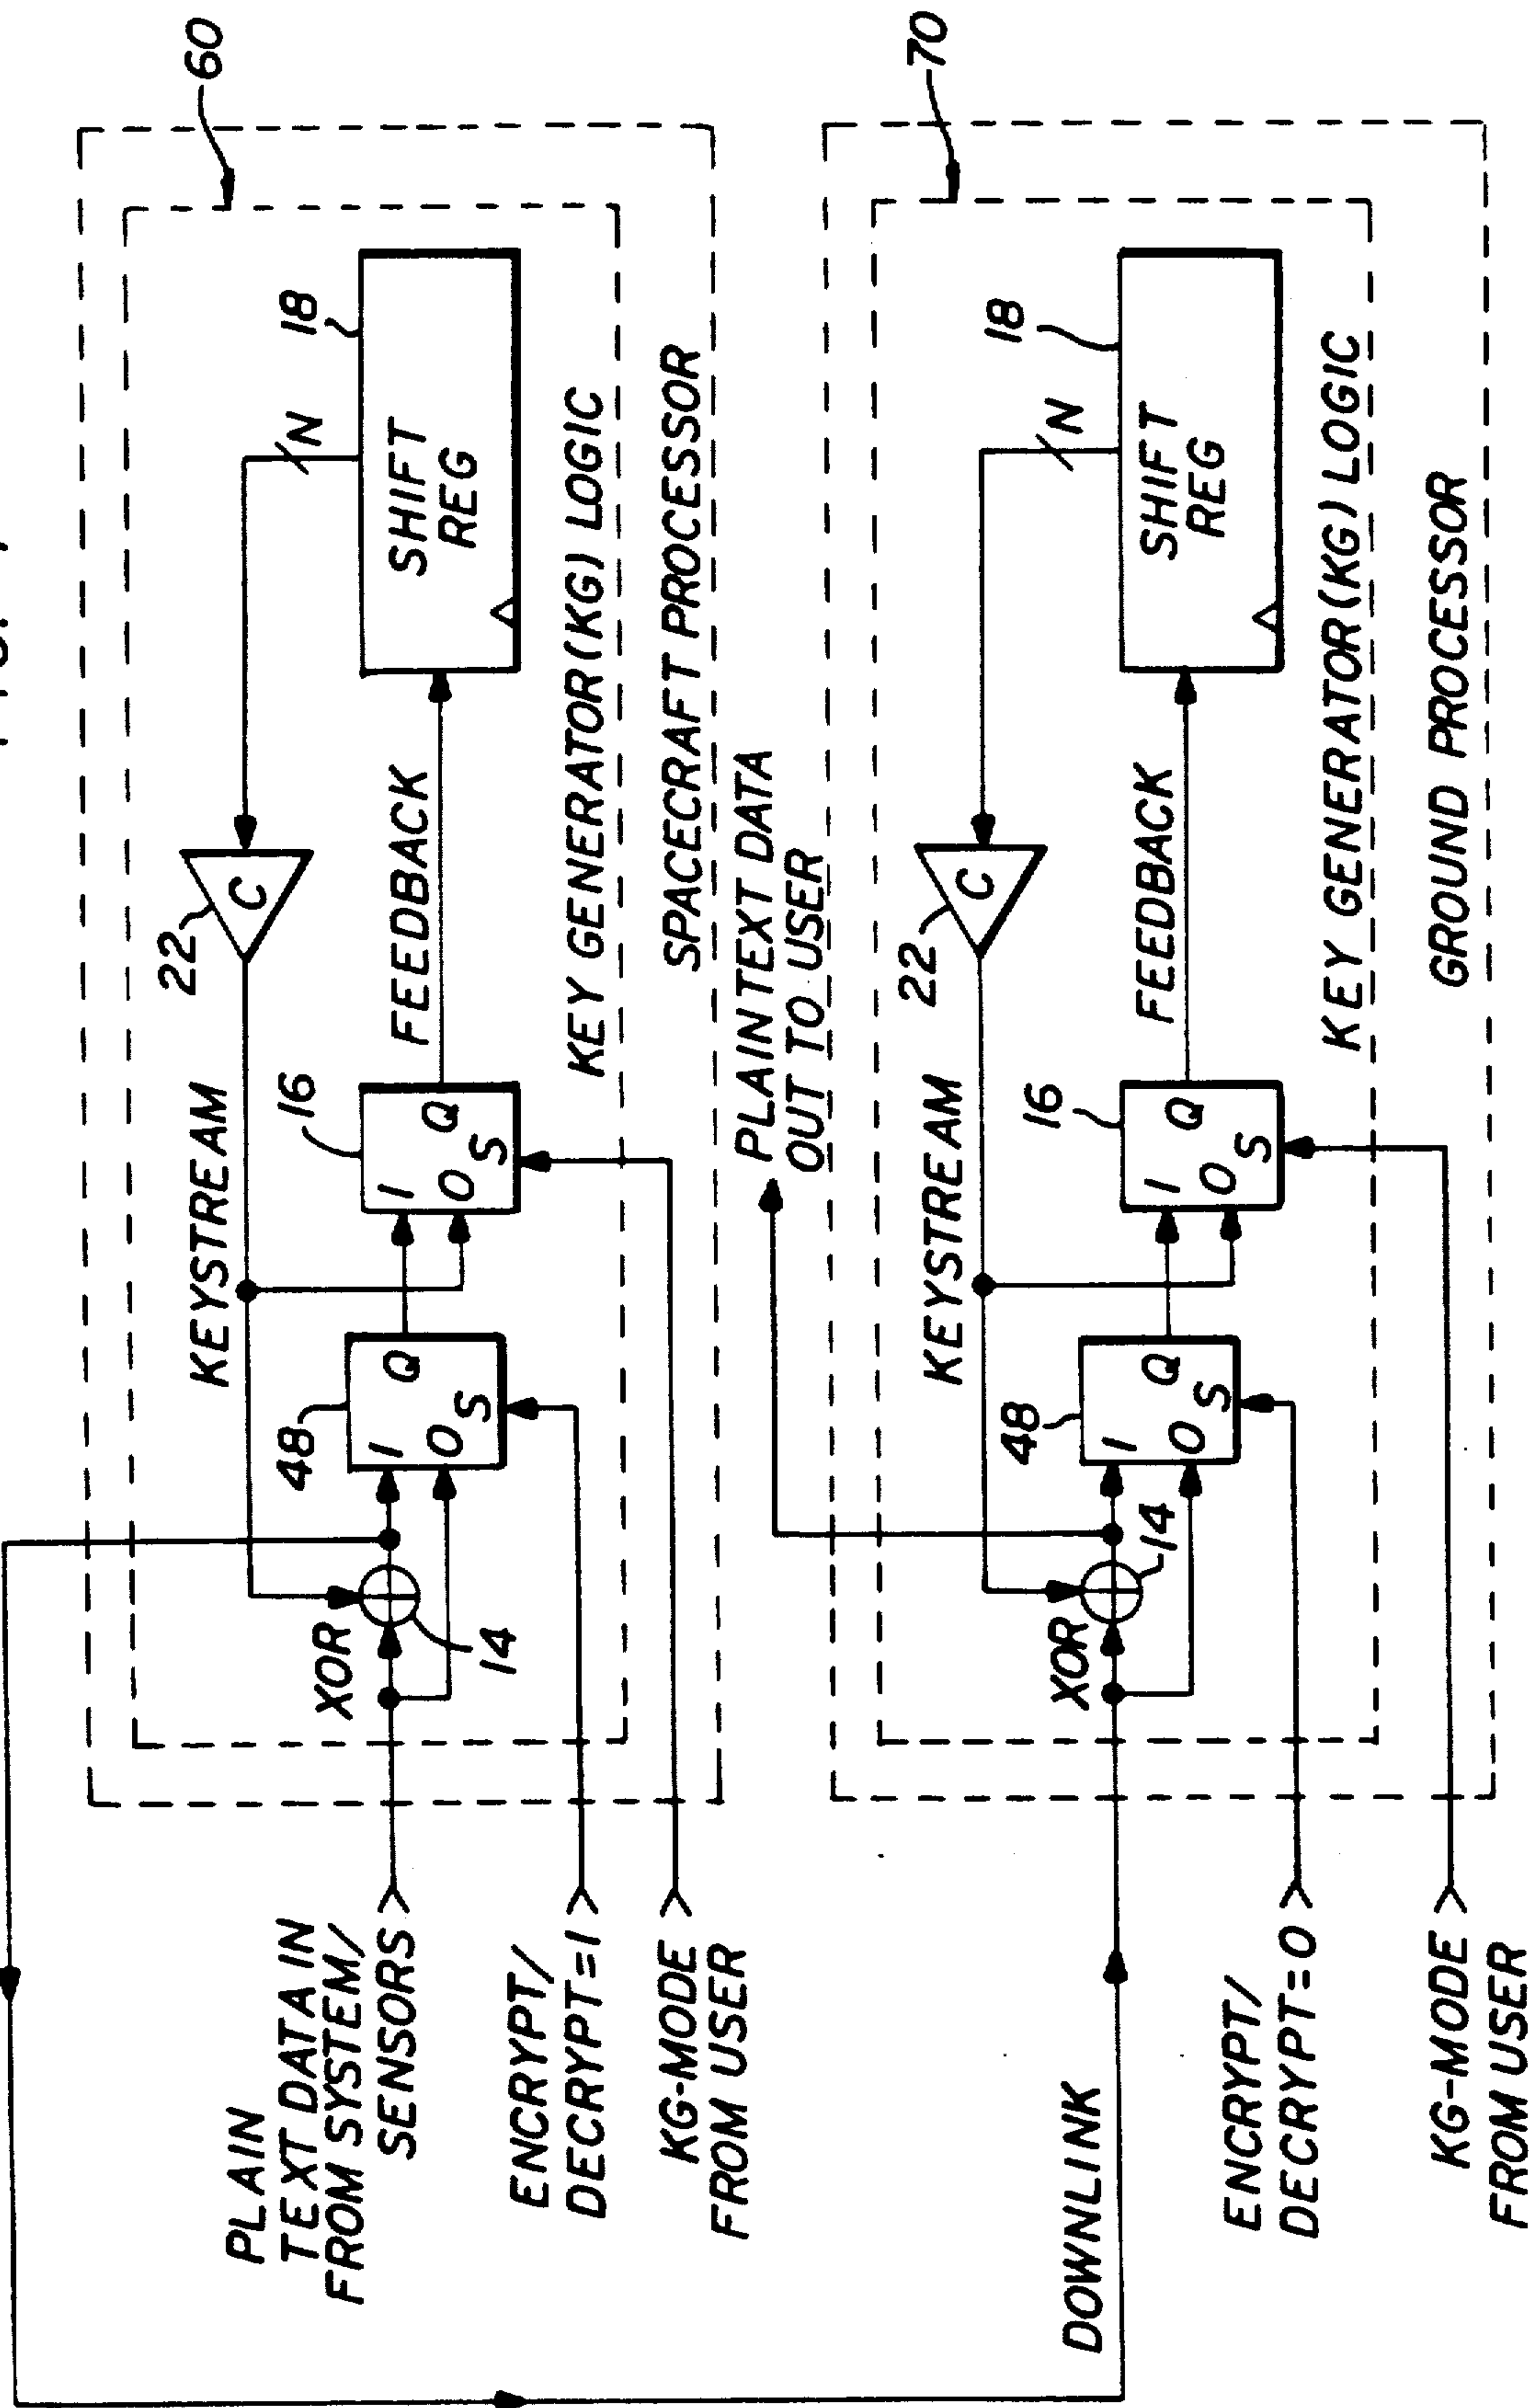 60
18
N
SHIFT
REG
22
C
KEYSTREAM
FEEDBACK
16
I Q
O S
48
I Q
O S
XOR
14
KEY GENERATOR (KG) LOGIC
SPACECRAFT PROCESSOR
PLAIN
TEXT DATA IN
FROM SYSTEM/
SENSORS
ENCRYPT/
DECRYPT=1
KG-MODE
FROM USER
PLAIN TEXT DATA
OUT TO USER
70
18
N
SHIFT
REG
22
C
KEYSTREAM
FEEDBACK
16
I Q
O S
48
I Q
O S
XOR
14
KEY GENERATOR (KG) LOGIC
GROUND PROCESSOR
DOWNLINK
ENCRYPT/
DECRYPT=0
KG-MODE
FROM USER